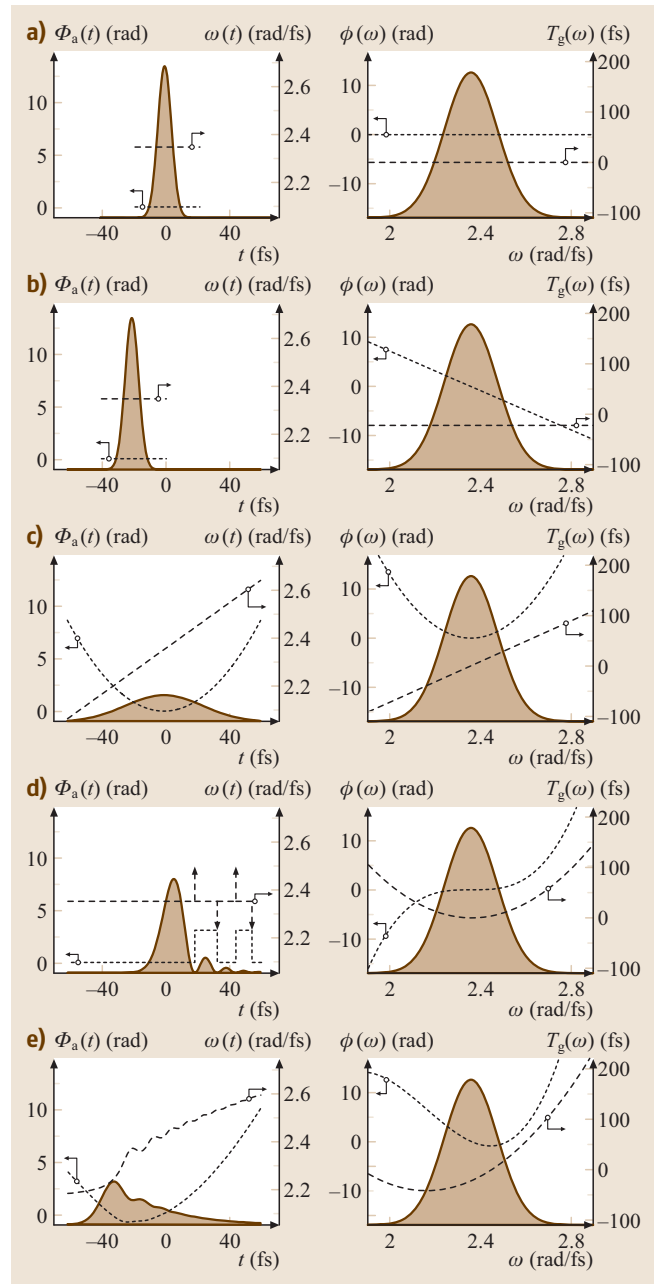 a) Φa(t) (rad) ω(t) (rad/fs) ϕ(ω) (rad) Tg(ω) (fs)
10 2.6 10 200
5 2.4 0 100
0 2.2 –10 0
–100
–40 0 40 2 2.4 2.8
t (fs) ω (rad/fs)
b) Φa(t) (rad) ω(t) (rad/fs) ϕ(ω) (rad) Tg(ω) (fs)
10 2.6 10 200
5 2.4 0 100
0 2.2 –10 0
–100
–40 0 40 2 2.4 2.8
t (fs) ω (rad/fs)
c) Φa(t) (rad) ω(t) (rad/fs) ϕ(ω) (rad) Tg(ω) (fs)
10 2.6 10 200
5 2.4 0 100
0 2.2 –10 0
–100
–40 0 40 2 2.4 2.8
t (fs) ω (rad/fs)
d) Φa(t) (rad) ω(t) (rad/fs) ϕ(ω) (rad) Tg(ω) (fs)
10 2.6 10 200
5 2.4 0 100
0 2.2 –10 0
–100
–40 0 40 2 2.4 2.8
t (fs) ω (rad/fs)
e) Φa(t) (rad) ω(t) (rad/fs) ϕ(ω) (rad) Tg(ω) (fs)
10 2.6 10 200
5 2.4 0 100
0 2.2 –10 0
–100
–40 0 40 2 2.4 2.8
t (fs) ω (rad/fs)